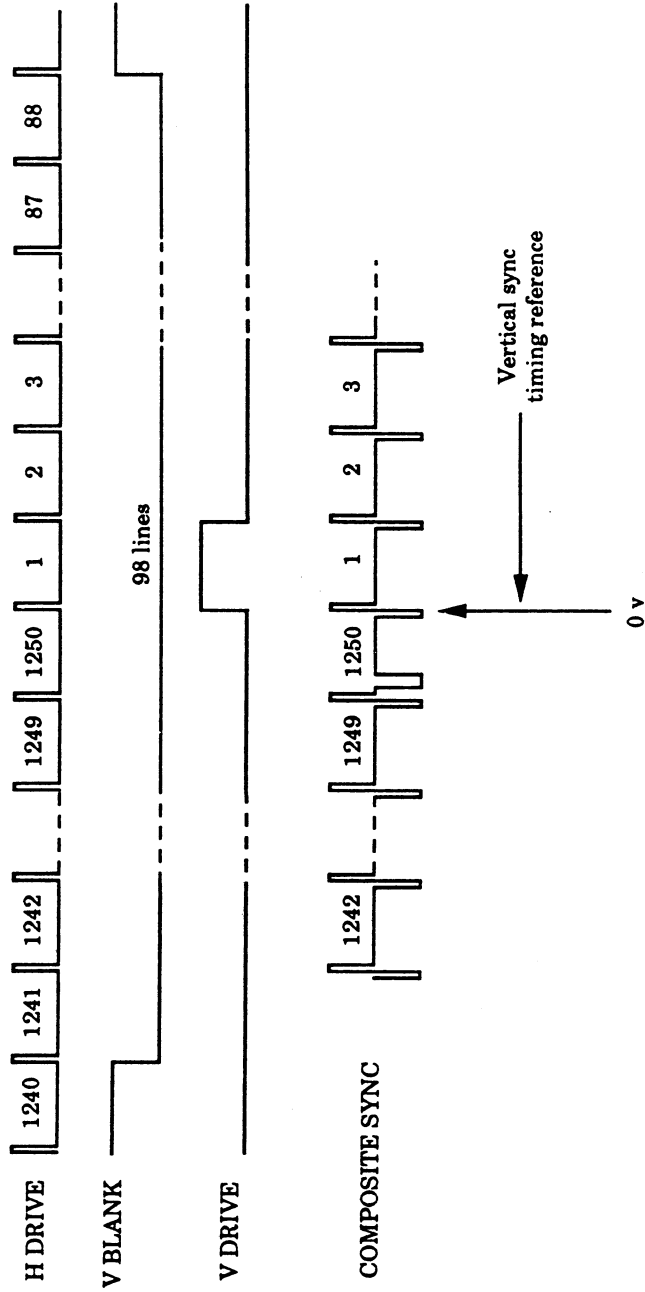 H DRIVE
1240
1241
1242
1249
1250
1
2
3
87
88
V BLANK
98 lines
V DRIVE
COMPOSITE SYNC
1242
1249
1250
1
2
3
Vertical sync
timing reference
0 v